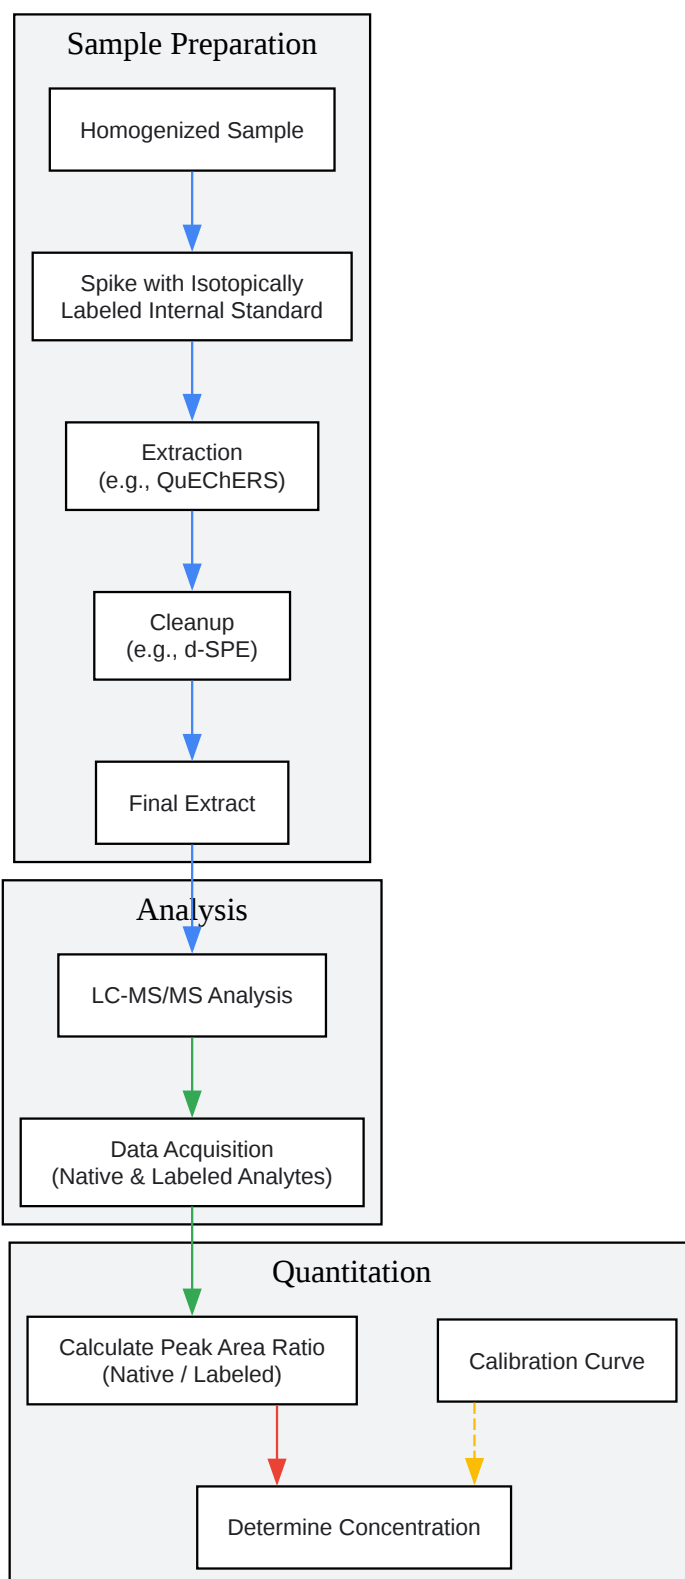 Sample Preparation
Homogenized Sample
Spike with Isotopically
Labeled Internal Standard
Extraction
(e.g., QuEChERS)
Cleanup
(e.g., d-SPE)
Final Extract
Analysis
LC-MS/MS Analysis
Data Acquisition
(Native & Labeled Analytes)
Quantitation
Calculate Peak Area Ratio
(Native / Labeled)
Calibration Curve
Determine Concentration